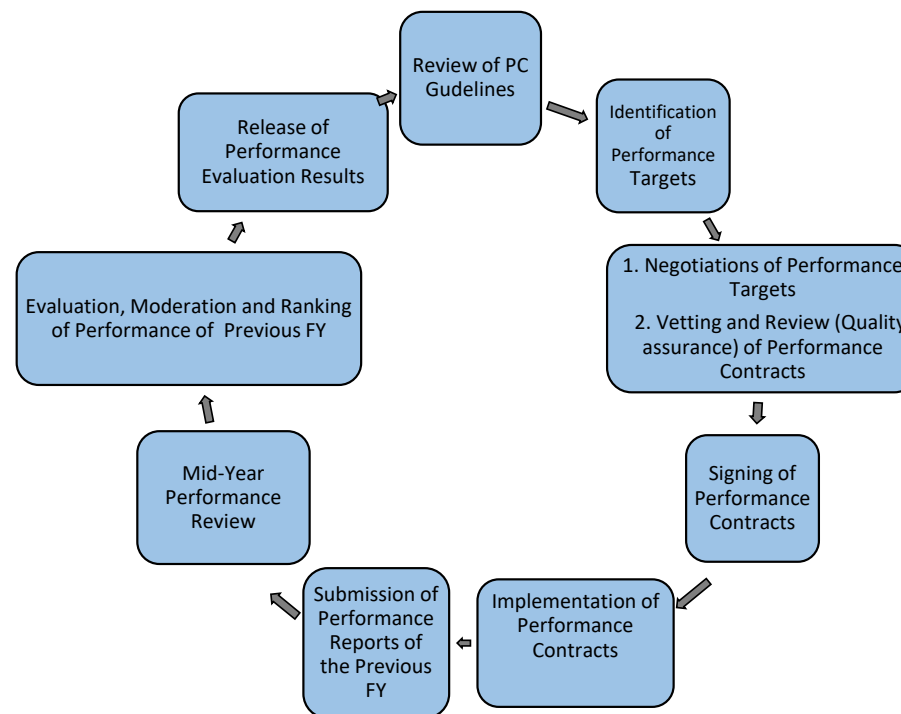 Review of PC
Gudelines
Identification
of
Performance
Targets
1. Negotiations of Performance
Targets
2. Vetting and Review (Quality
assurance) of Performance
Contracts
Signing of
Performance
Contracts
Implementation of
Performance
Contracts
Submission of
Performance
Reports of
the Previous
FY
Mid-Year
Performance
Review
Evaluation, Moderation and Ranking
of Performance of Previous FY
Release of
Performance
Evaluation Results